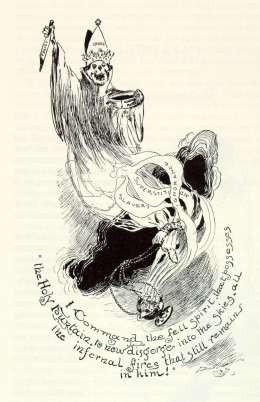 SLAVERY
I Command the fell spirit, that possesses
the Holy Mountain, to now disgorge into the skies, all
the infernal fires that still remain
in him!"